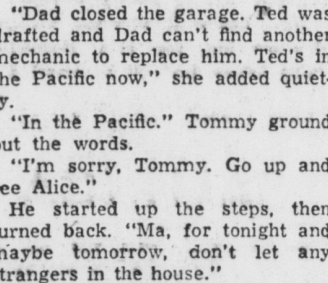 "Dad closed the garage. Ted was
drafted and Dad can't find another
mechanic to replace him. Ted's in
the Pacific now," she added quiet-
y.
"In the Pacific." Tommy ground
out the words.
"I'm sorry, Tommy. Go up and
see Alice."
He started up the steps, then
turned back. "Ma, for tonight and
maybe tomorrow, don't let any
strangers in the house."